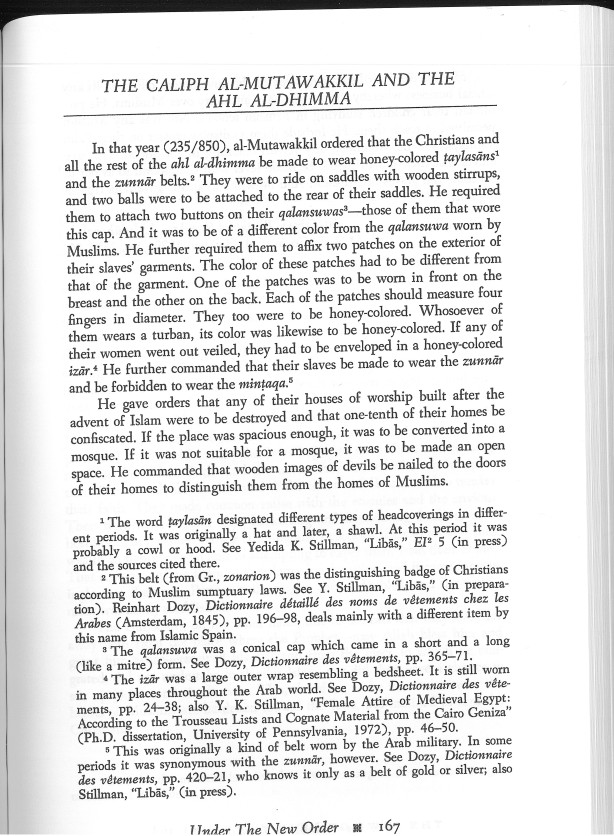 THE CALIPH AL-MUTAWAKKIL AND THE
AHL AL-DHIMMA
In that year (235/850), al-Mutawakkil ordered that the Christians and
all the rest of the ahl al-dhimma be made to wear honey-colored ṭaylasāns¹
and the zunnār belts.² They were to ride on saddles with wooden stirrups,
and two balls were to be attached to the rear of their saddles. He required
them to attach two buttons on their qalansuwas³—those of them that wore
this cap. And it was to be of a different color from the qalansuwa worn by
Muslims. He further required them to affix two patches on the exterior of
their slaves' garments. The color of these patches had to be different from
that of the garment. One of the patches was to be worn in front on the
breast and the other on the back. Each of the patches should measure four
fingers in diameter. They too were to be honey-colored. Whosoever of
them wears a turban, its color was likewise to be honey-colored. If any of
their women went out veiled, they had to be enveloped in a honey-colored
izār.⁴ He further commanded that their slaves be made to wear the zunnār
and be forbidden to wear the minṭaqa.⁵
He gave orders that any of their houses of worship built after the
advent of Islam were to be destroyed and that one-tenth of their homes be
confiscated. If the place was spacious enough, it was to be converted into a
mosque. If it was not suitable for a mosque, it was to be made an open
space. He commanded that wooden images of devils be nailed to the doors
of their homes to distinguish them from the homes of Muslims.
¹ The word ṭaylasān designated different types of headcoverings in differ-
ent periods. It was originally a hat and later, a shawl. At this period it was
probably a cowl or hood. See Yedida K. Stillman, "Libās," EI² 5 (in press)
and the sources cited there.
² This belt (from Gr., zonarion) was the distinguishing badge of Christians
according to Muslim sumptuary laws. See Y. Stillman, "Libās," (in prepara-
tion). Reinhart Dozy, Dictionnaire détaillé des noms de vêtements chez les
Arabes (Amsterdam, 1845), pp. 196–98, deals mainly with a different item by
this name from Islamic Spain.
³ The qalansuwa was a conical cap which came in a short and a long
(like a mitre) form. See Dozy, Dictionnaire des vêtements, pp. 365–71.
⁴ The izār was a large outer wrap resembling a bedsheet. It is still worn
in many places throughout the Arab world. See Dozy, Dictionnaire des vête-
ments, pp. 24–38; also Y. K. Stillman, "Female Attire of Medieval Egypt:
According to the Trousseau Lists and Cognate Material from the Cairo Geniza"
(Ph.D. dissertation, University of Pennsylvania, 1972), pp. 46–50.
⁵ This was originally a kind of belt worn by the Arab military. In some
periods it was synonymous with the zunnār, however. See Dozy, Dictionnaire
des vêtements, pp. 420–21, who knows it only as a belt of gold or silver; also
Stillman, "Libās," (in press).
Under The New Order 167